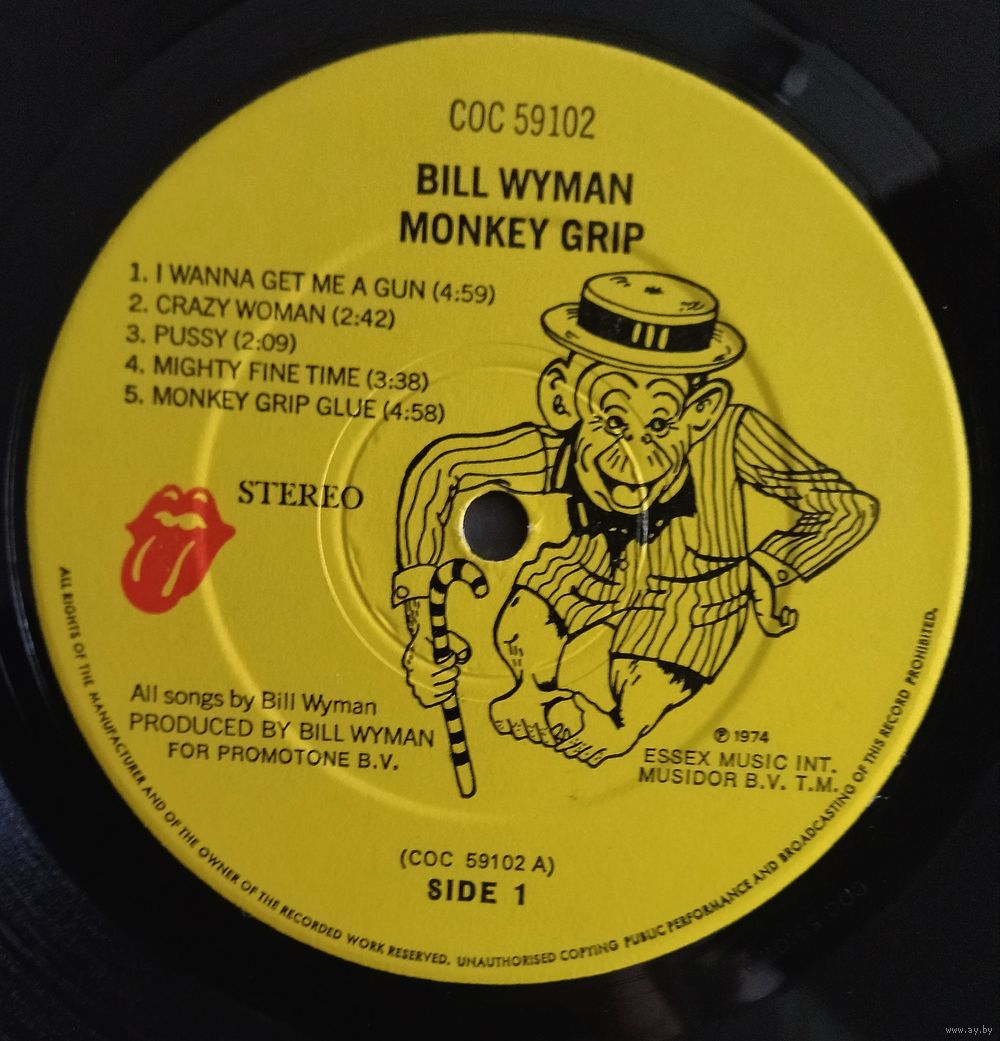 COC 59102
BILL WYMAN
MONKEY GRIP
1. I WANNA GET ME A GUN (4:59)
2. CRAZY WOMAN (2:42)
3. PUSSY (2:09)
4. MIGHTY FINE TIME (3:38)
5. MONKEY GRIP GLUE (4:58)
STEREO
All songs by Bill Wyman
PRODUCED BY BILL WYMAN
FOR PROMOTONE B.V.
℗ 1974
ESSEX MUSIC INT.
MUSIDOR B.V. T.M.
(COC 59102 A)
SIDE 1
ALL RIGHTS OF THE MANUFACTURER AND OF THE OWNER OF THE RECORDED WORK RESERVED. UNAUTHORISED COPYING PUBLIC PERFORMANCE AND BROADCASTING OF THIS RECORD PROHIBITED.
www.ay.by